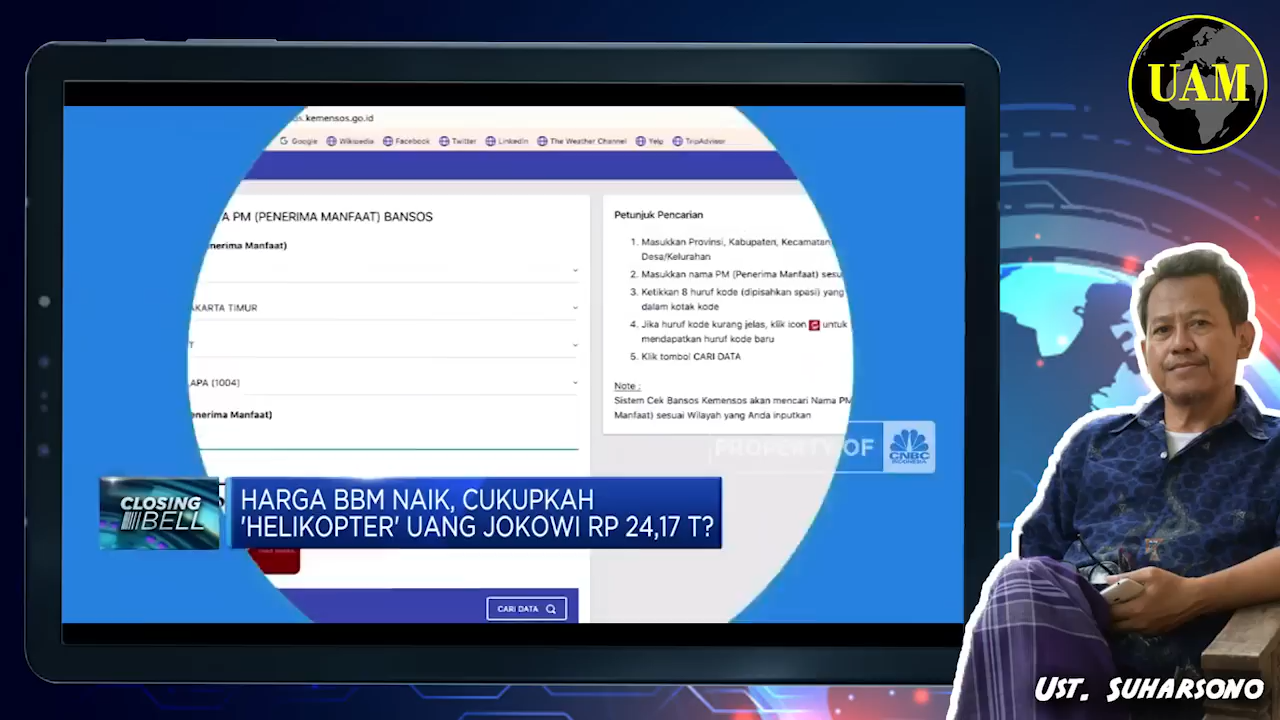 UAM
s.kemensos.go.id
Google Wikipedia Facebook Twitter LinkedIn The Weather Channel Yelp TripAdvisor
A PM (PENERIMA MANFAAT) BANSOS
nerima Manfaat)
AKARTA TIMUR
T
APA (1004)
enerima Manfaat)
CARI DATA
Petunjuk Pencarian
1. Masukkan Provinsi, Kabupaten, Kecamatan
Desa/Kelurahan
2. Masukkan nama PM (Penerima Manfaat) sesu
3. Ketikkan 8 huruf kode (dipisahkan spasi) yang
dalam kotak kode
4. Jika huruf kode kurang jelas, klik icon untuk
mendapatkan huruf kode baru
5. Klik tombol CARI DATA
Note :
Sistem Cek Bansos Kemensos akan mencari Nama PM
Manfaat) sesuai Wilayah yang Anda inputkan
PROPERTY OF
CNBC
INDONESIA
CLOSING
BELL
HARGA BBM NAIK, CUKUPKAH
'HELIKOPTER' UANG JOKOWI RP 24,17 T?
UST. SUHARSONO